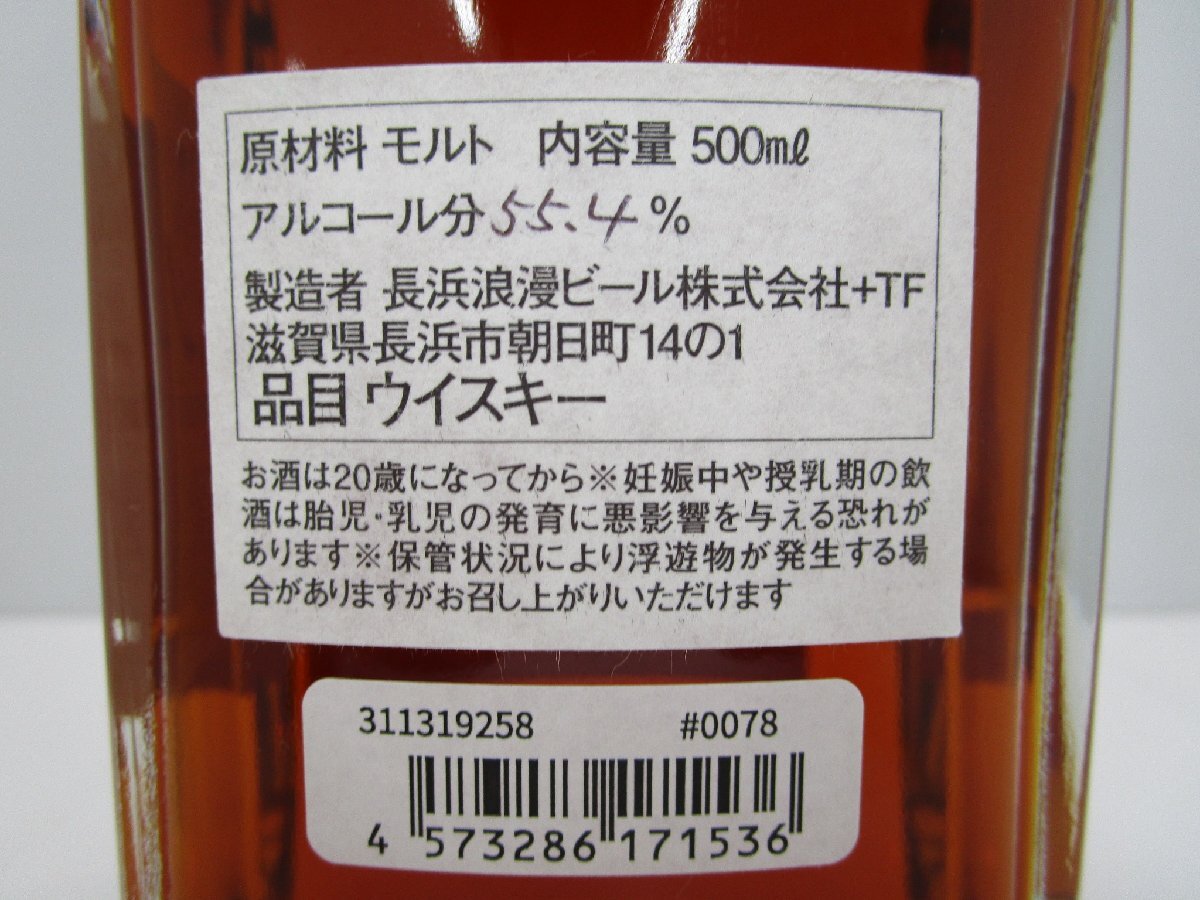 原材料 モルト 内容量 500mℓ
アルコール分 55.4%
製造者 長浜浪漫ビール株式会社+TF
滋賀県長浜市朝日町14の1
品目 ウイスキー
お酒は20歳になってから※妊娠中や授乳期の飲
酒は胎児・乳児の発育に悪影響を与える恐れが
あります※保管状況により浮遊物が発生する場
合がありますがお召し上がりいただけます
311319258 #0078
4 573286 171536